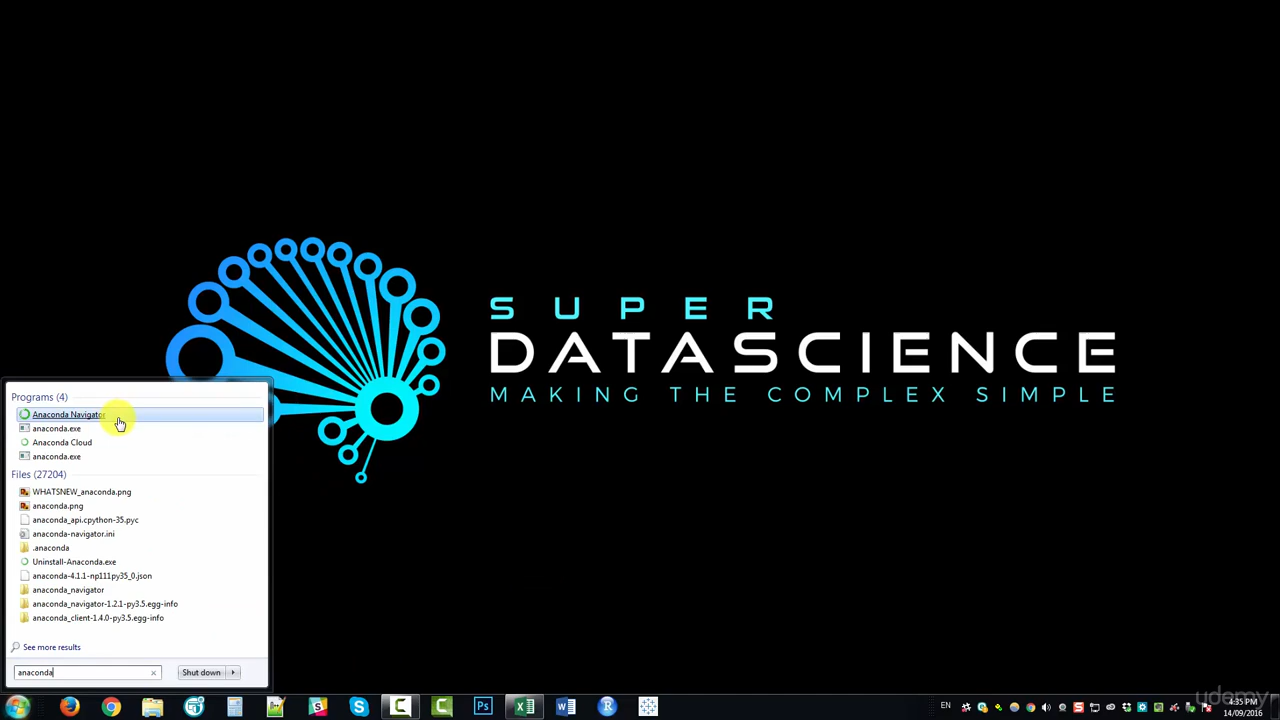 SUPER
DATASCIENCE
MAKING THE COMPLEX SIMPLE
Programs (4)
Anaconda Navigator
anaconda.exe
Anaconda Cloud
anaconda.exe
Files (27204)
WHATSNEW_anaconda.png
anaconda.png
anaconda_api.cpython-35.pyc
anaconda-navigator.ini
.anaconda
Uninstall-Anaconda.exe
anaconda-4.1.1-np111py35_0.json
anaconda_navigator
anaconda_navigator-1.2.1-py3.5.egg-info
anaconda_client-1.4.0-py3.5.egg-info
See more results
anaconda
Shut down
Ps
EN
udemy
4:35 PM
14/09/2016